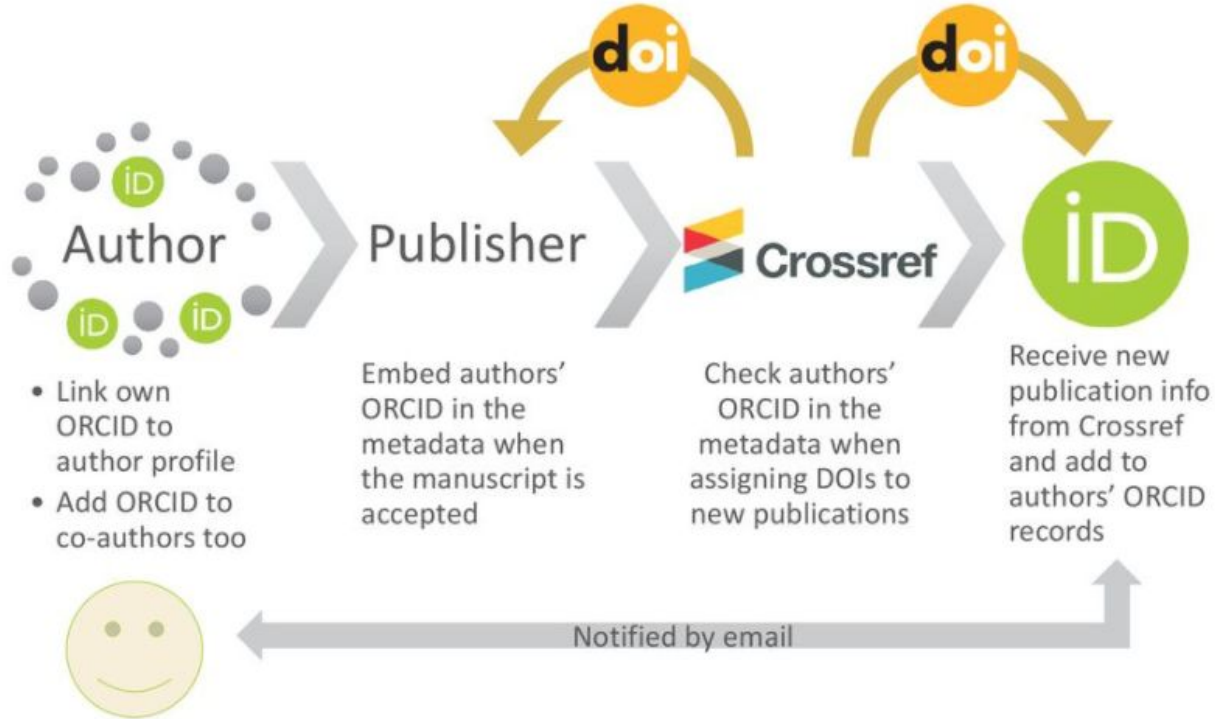 doi
doi
iD
Author
iD
iD
Publisher
Crossref
iD
• Link own
ORCID to
author profile
• Add ORCID to
co-authors too
Embed authors’
ORCID in the
metadata when
the manuscript is
accepted
Check authors’
ORCID in the
metadata when
assigning DOIs to
new publications
Receive new
publication info
from Crossref
and add to
authors’ ORCID
records
Notified by email